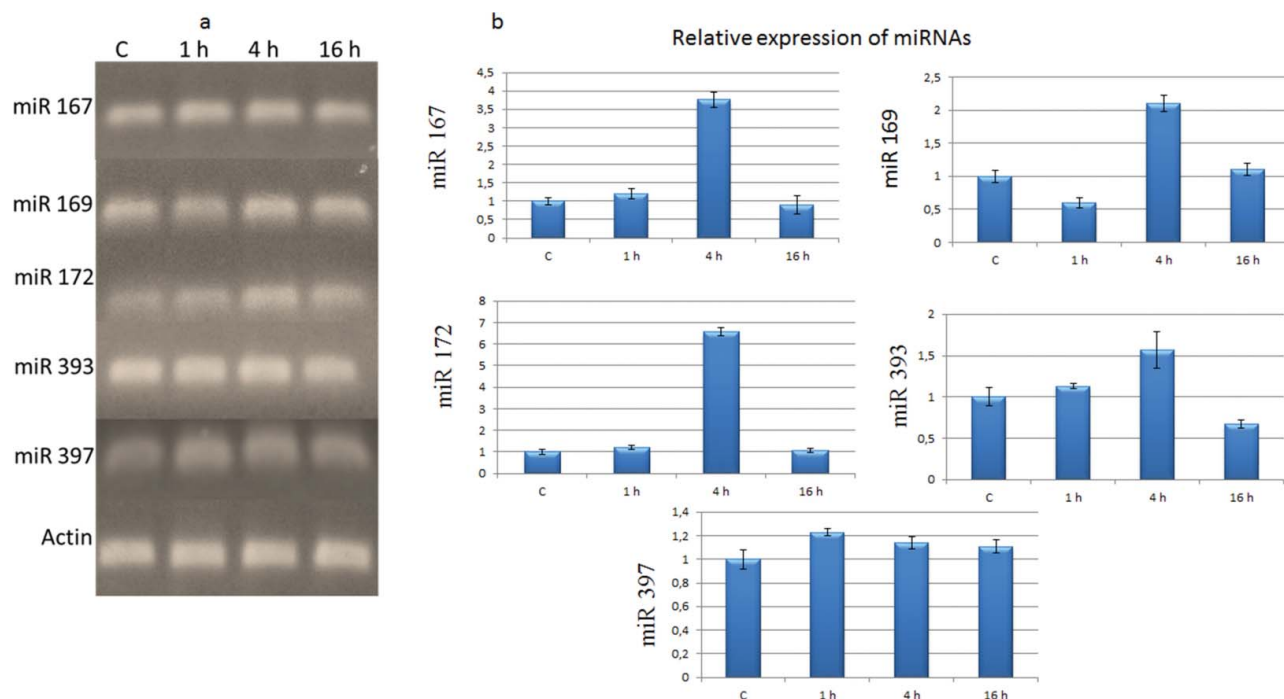 a
C 1 h 4 h 16 h
miR 167
miR 169
miR 172
miR 393
miR 397
Actin
b
Relative expression of miRNAs
miR 167
4,5
4
3,5
3
2,5
2
1,5
1
0,5
0
C 1 h 4 h 16 h
miR 169
2,5
2
1,5
1
0,5
0
C 1 h 4 h 16 h
miR 172
8
7
6
5
4
3
2
1
0
C 1 h 4 h 16 h
miR 393
2
1,5
1
0,5
0
C 1 h 4 h 16 h
miR 397
1,4
1,2
1
0,8
0,6
0,4
0,2
0
C 1 h 4 h 16 h